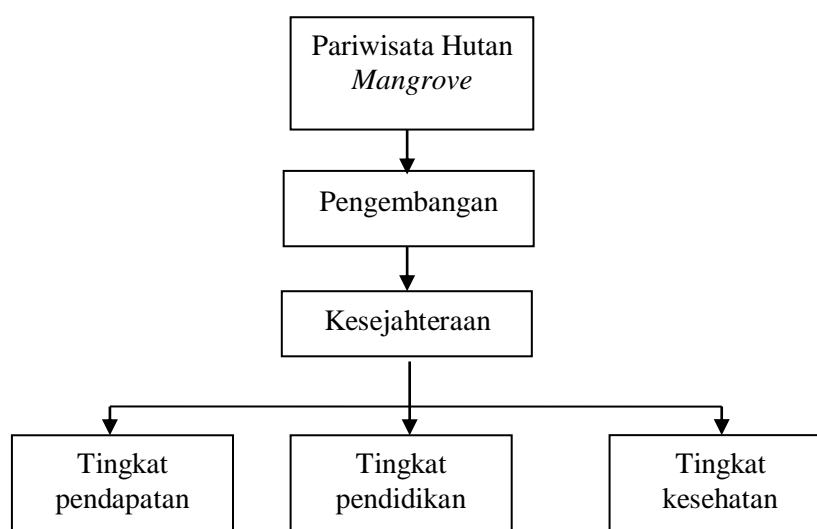 Pariwisata Hutan
Mangrove
Pengembangan
Kesejahteraan
Tingkat
pendapatan
Tingkat
pendidikan
Tingkat
kesehatan